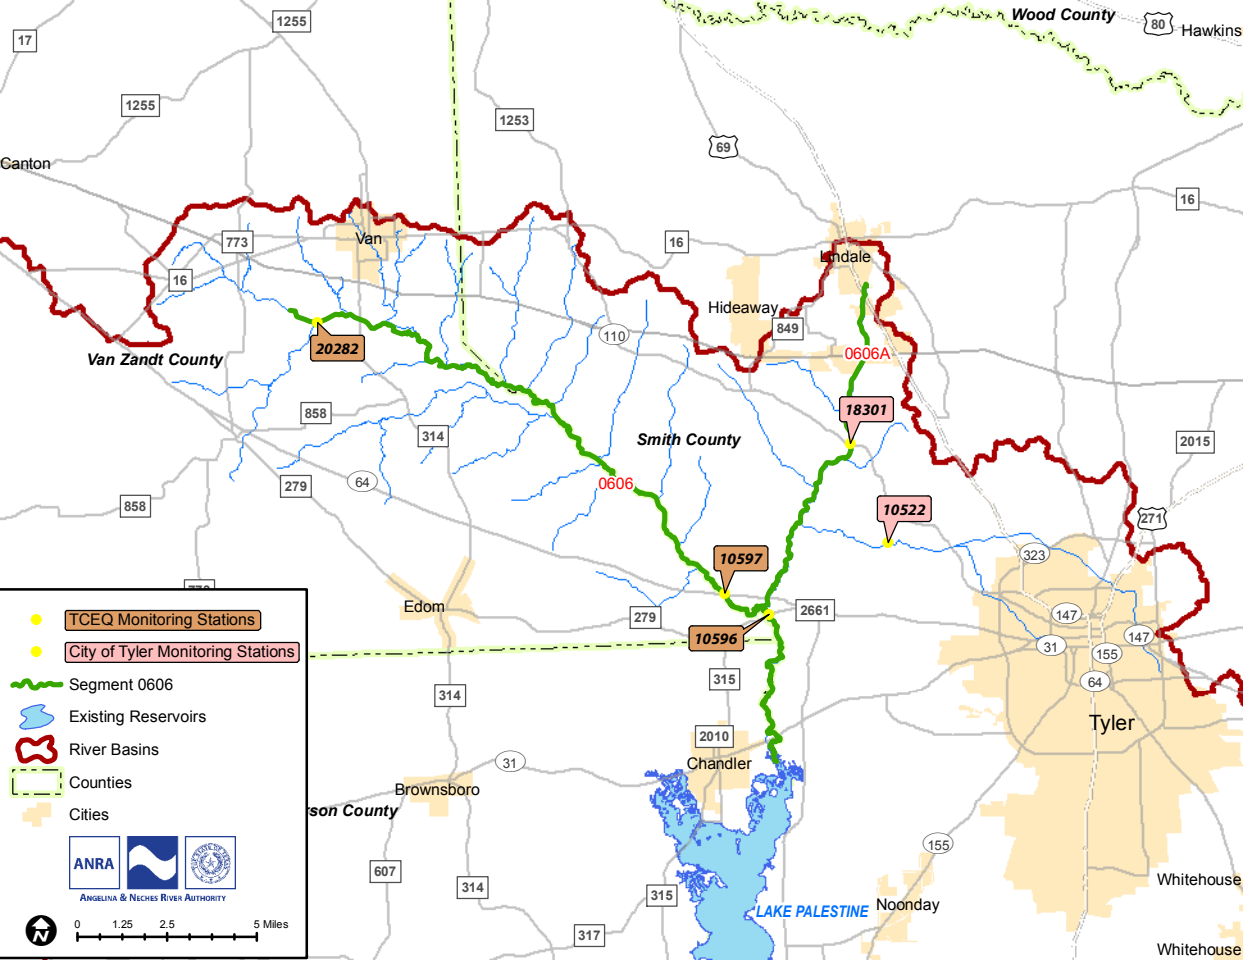 1255
Wood County
80
Hawkins
17
1255
1253
69
Canton
16
Van
773
16
16
Lindale
Hideaway
849
110
20282
Van Zandt County
0606A
858
18301
314
Smith County
2015
64
0606
279
858
10522
271
323
10597
Edom
279
2661
147
10596
147
31
155
315
64
314
Tyler
2010
Chandler
31
Brownsboro
rson County
155
607
314
315
Whitehouse
LAKE PALESTINE
Noonday
317
Whitehouse
TCEQ Monitoring Stations
City of Tyler Monitoring Stations
Segment 0606
Existing Reservoirs
River Basins
Counties
Cities
ANRA
ANGELINA & NECHES RIVER AUTHORITY
N
0 1.25 2.5 5 Miles